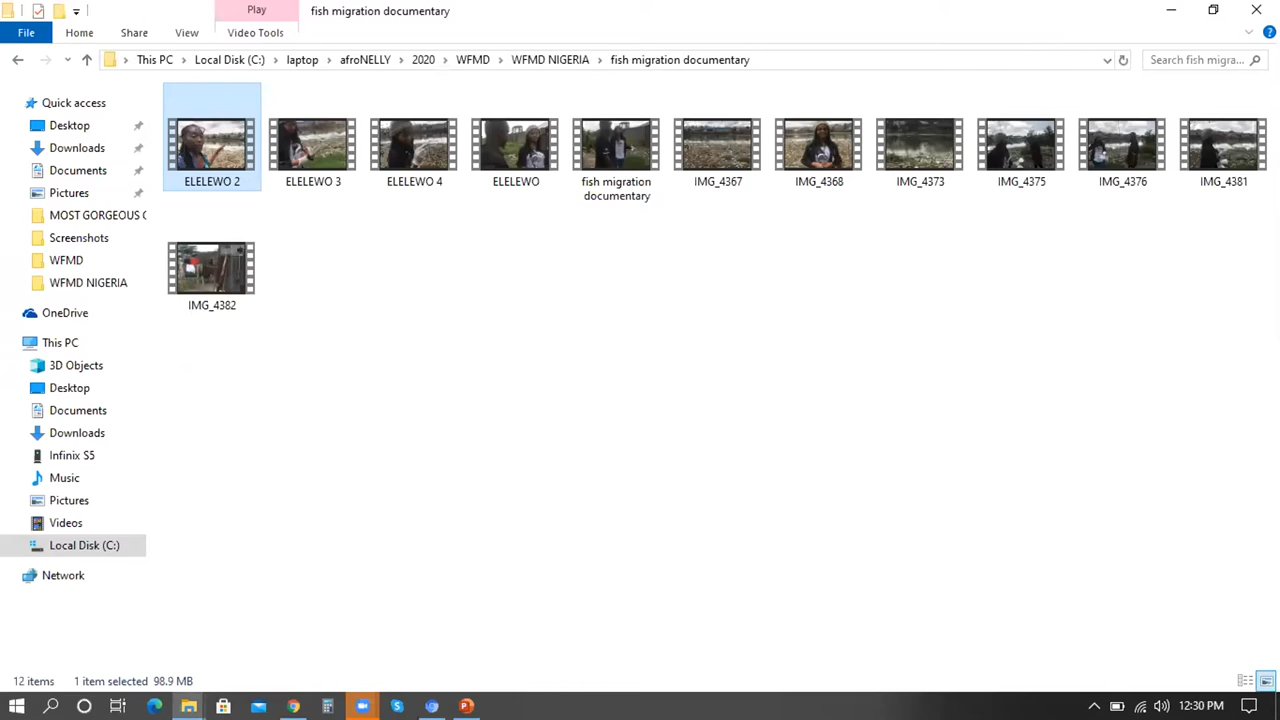 Play
fish migration documentary
File
Home
Share
View
Video Tools
This PC
Local Disk (C:)
laptop
afroNELLY
2020
WFMD
WFMD NIGERIA
fish migration documentary
Search fish migra...
Quick access
Desktop
Downloads
Documents
Pictures
MOST GORGEOUS
Screenshots
WFMD
WFMD NIGERIA
OneDrive
This PC
3D Objects
Desktop
Documents
Downloads
Infinix S5
Music
Pictures
Videos
Local Disk (C:)
Network
ELELEWO 2
ELELEWO 3
ELELEWO 4
ELELEWO
fish migration
documentary
IMG_4367
IMG_4368
IMG_4373
IMG_4375
IMG_4376
IMG_4381
IMG_4382
12 items
1 item selected 98.9 MB
12:30 PM